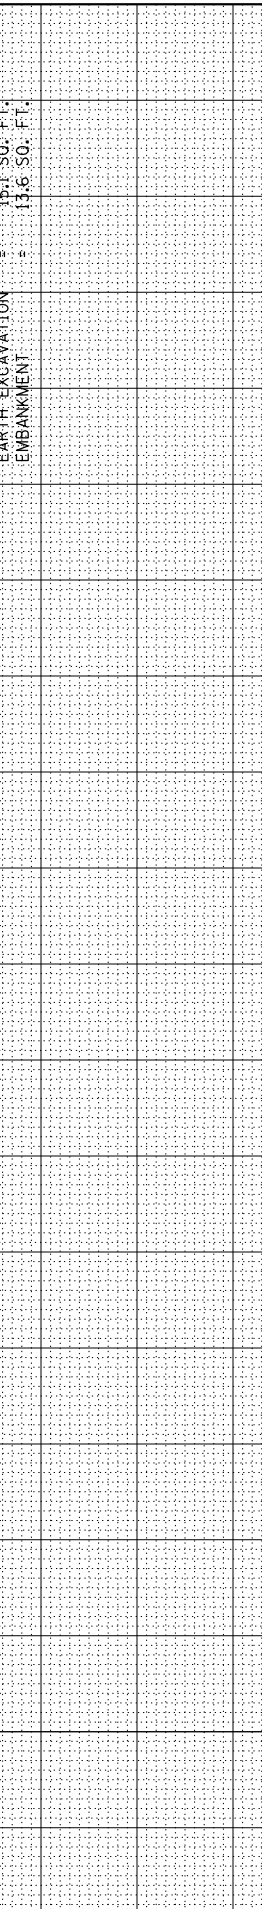 EARTH EXCAVATION = 15.1 SQ. FT.
EMBANKMENT = 13.6 SQ. FT.